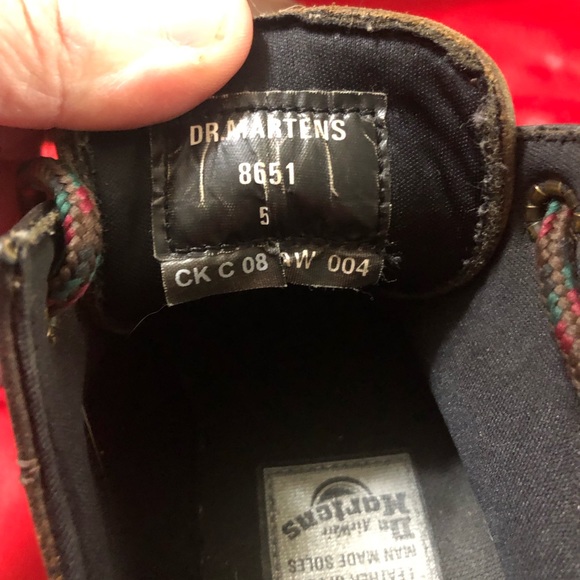 DR.MARTENS
8651
5
CK C 08 W 004
Dr. Martens
AirWair
MAN MADE SOLES